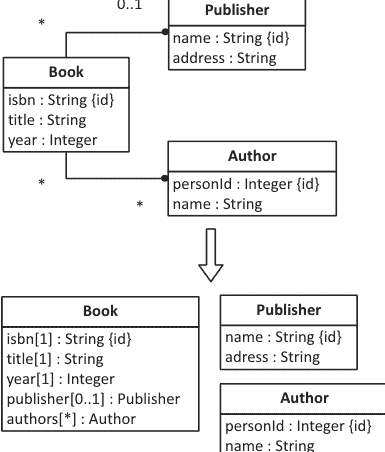 0..1
Publisher
*
name : String {id}
address : String
Book
isbn : String {id}
title : String
year : Integer
Author
*
personId : Integer {id}
*
name : String
Book
Publisher
isbn[1] : String {id}
title[1] : String
year[1] : Integer
publisher[0..1] : Publisher
authors[*] : Author
name : String {id}
adress : String
Author
personId : Integer {id}
name : String